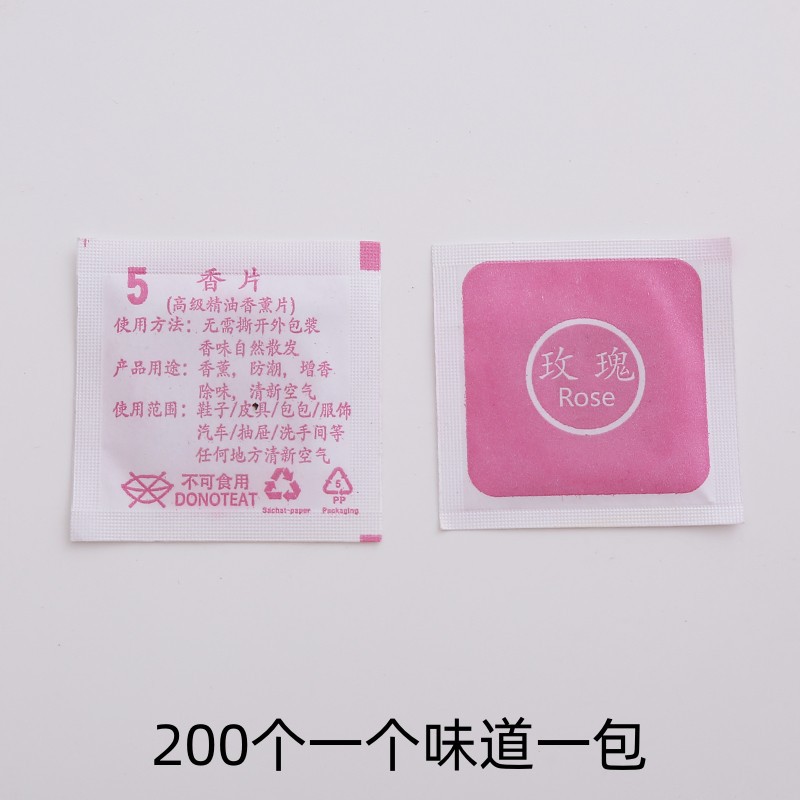 5
香片
(高级精油香薰片)
使用方法：无需撕开外包装
香味自然散发
产品用途：香薰，防潮，增香
除味，清新空气
使用范围：鞋子/皮具/包包/服饰
汽车/抽屉/洗手间等
任何地方清新空气
不可食用
DONOTEAT
Sachat-paper
5
PP
Packaging
玫瑰
Rose
200个一个味道一包